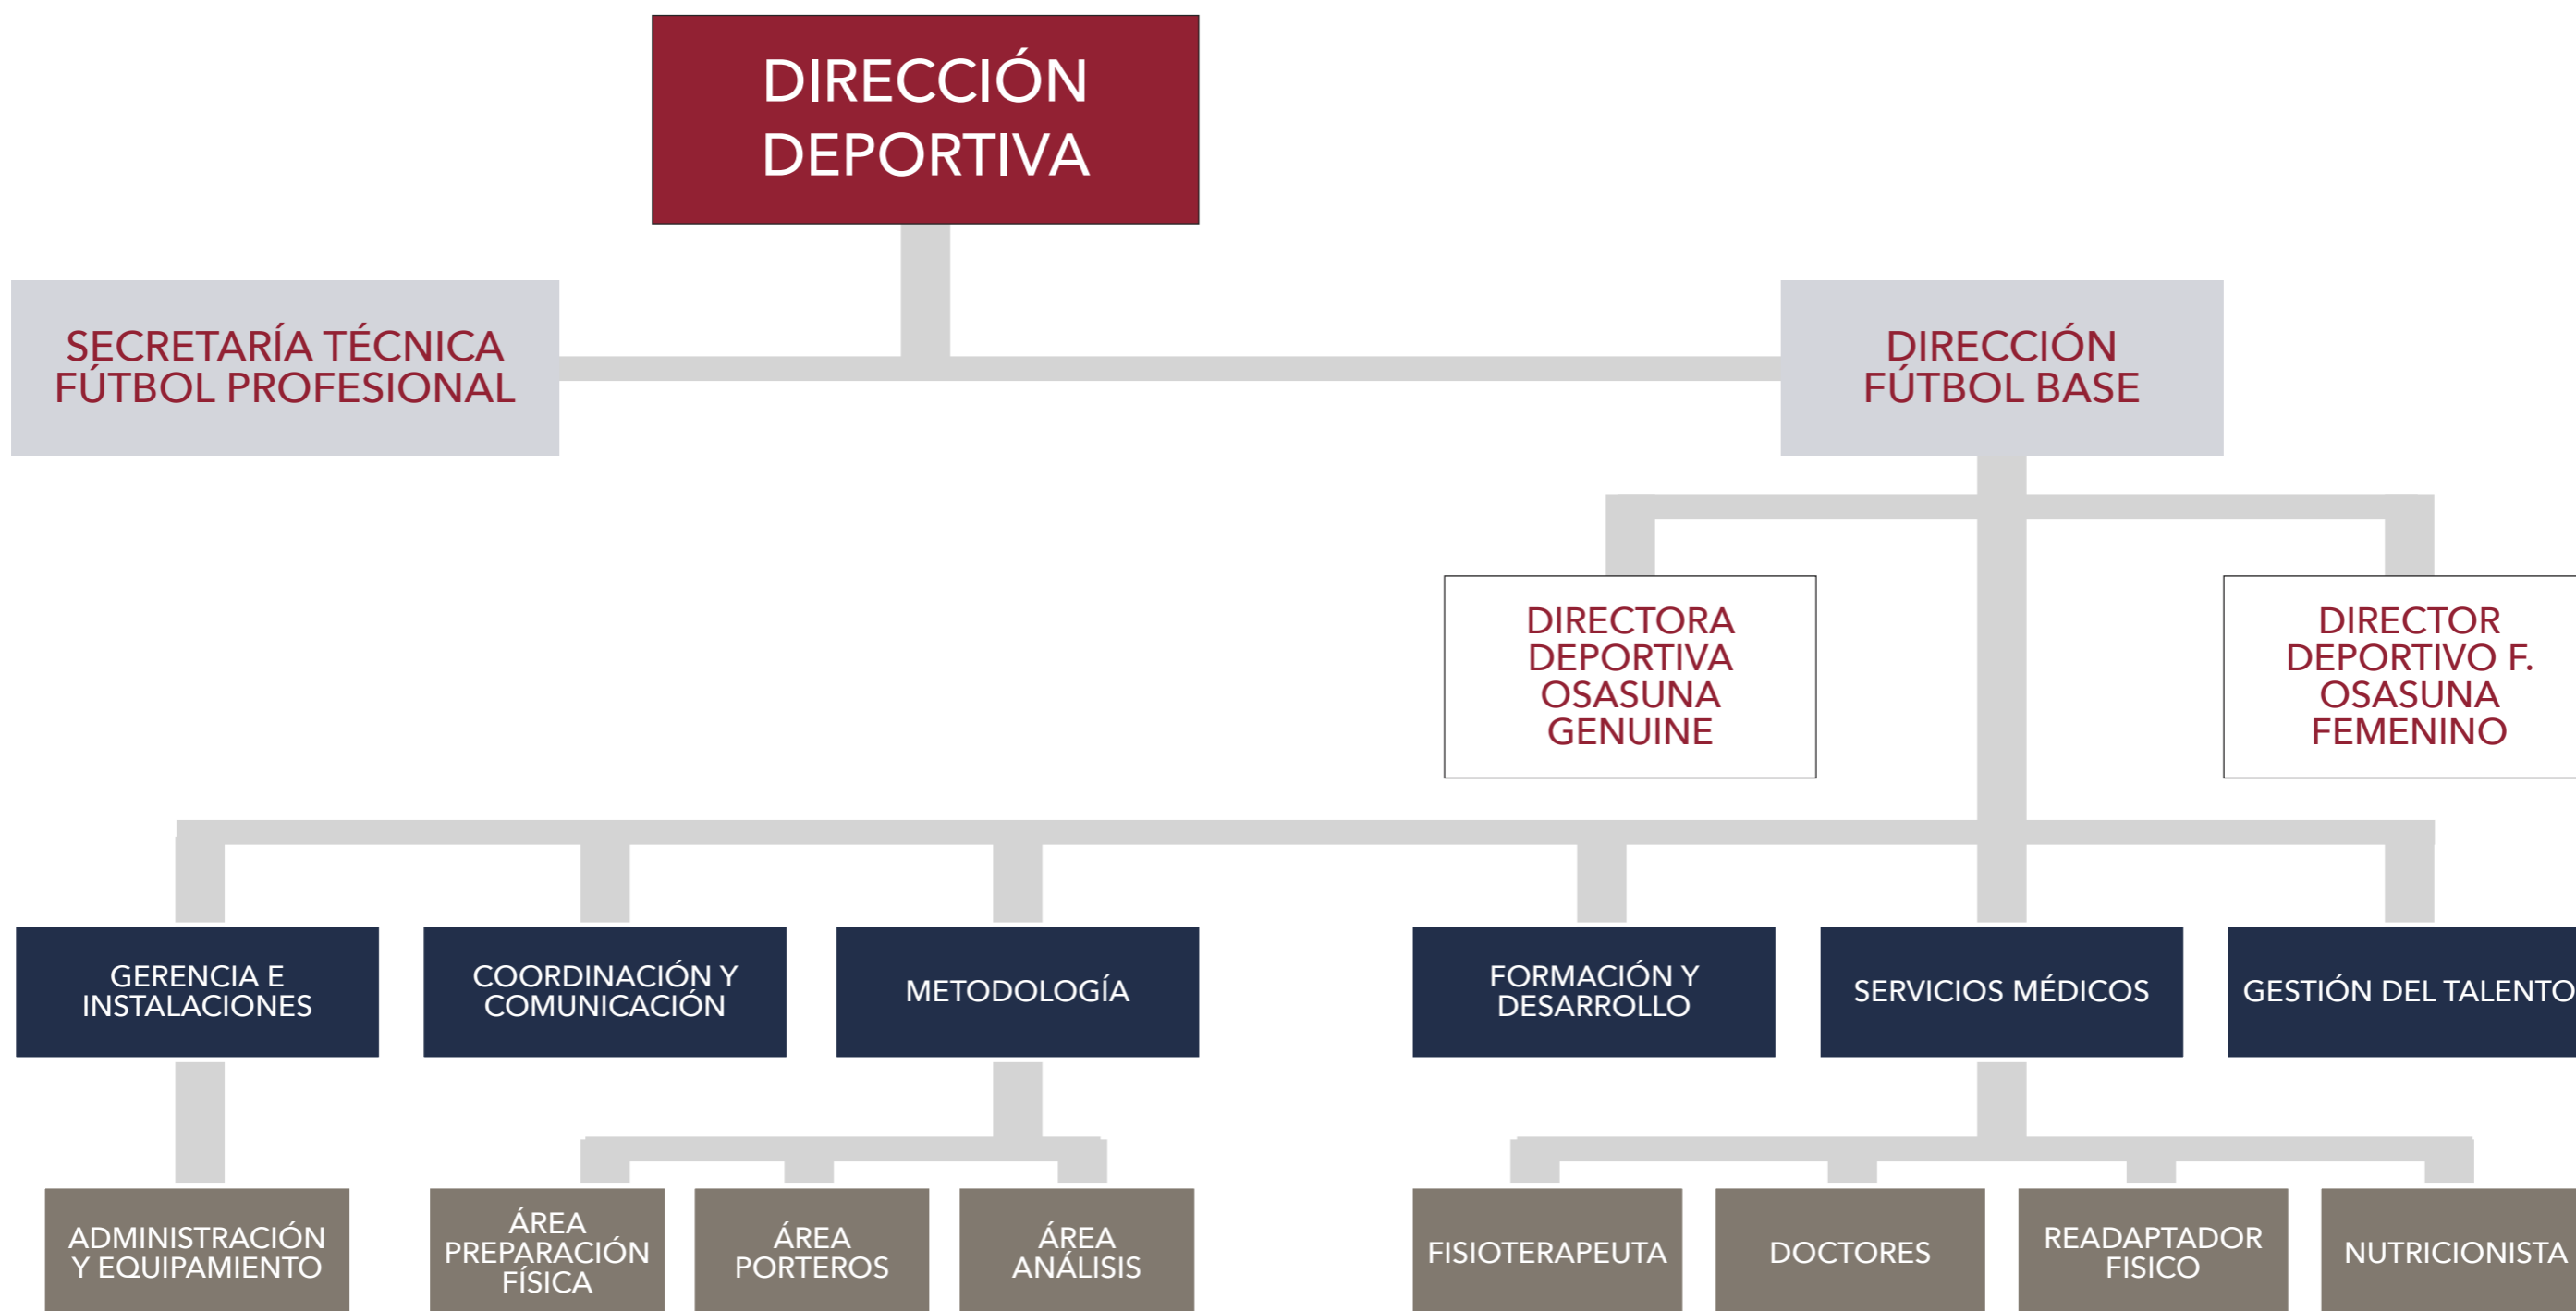 DIRECCIÓN
DEPORTIVA
SECRETARÍA TÉCNICA
FÚTBOL PROFESIONAL
DIRECCIÓN
FÚTBOL BASE
DIRECTORA
DEPORTIVA
OSASUNA
GENUINE
DIRECTOR
DEPORTIVO F.
OSASUNA
FEMENINO
GERENCIA E
INSTALACIONES
COORDINACIÓN Y
COMUNICACIÓN
METODOLOGÍA
FORMACIÓN Y
DESARROLLO
SERVICIOS MÉDICOS
GESTIÓN DEL TALENTO
ADMINISTRACIÓN
Y EQUIPAMIENTO
ÁREA
PREPARACIÓN
FÍSICA
ÁREA
PORTEROS
ÁREA
ANÁLISIS
FISIOTERAPEUTA
DOCTORES
READAPTADOR
FISICO
NUTRICIONISTA